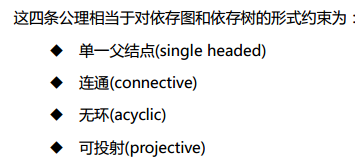 这四条公理相当于对依存图和依存树的形式约束为：
◆ 单一父结点(single headed)
◆ 连通(connective)
◆ 无环(acyclic)
◆ 可投射(projective)